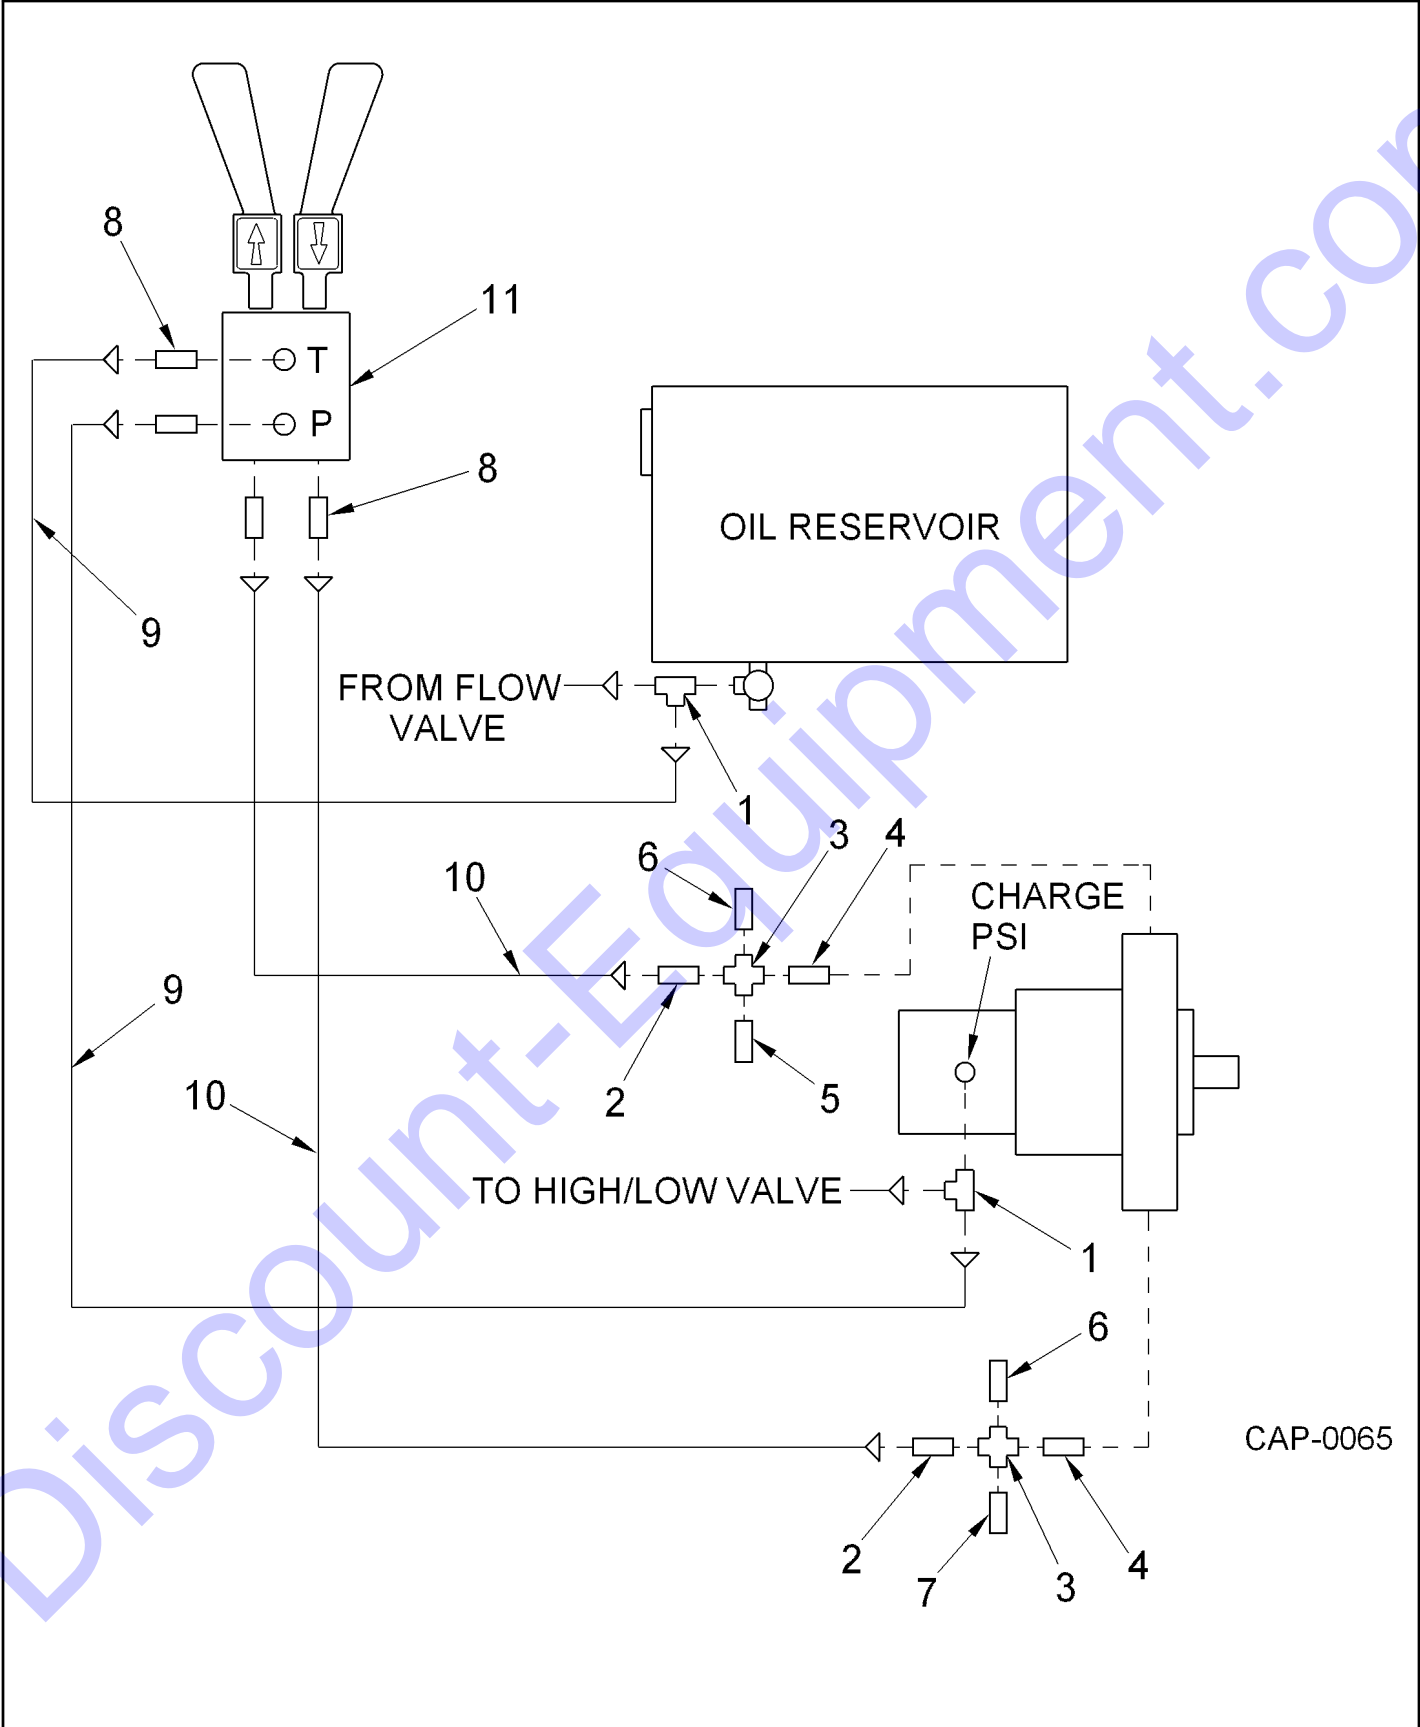 8
11
T
P
8
OIL RESERVOIR
9
FROM FLOW
VALVE
1
3
4
6
10
CHARGE
PSI
9
10
2
5
TO HIGH/LOW VALVE
1
6
CAP-0065
2
7
3
4
Discount-Equipment.com